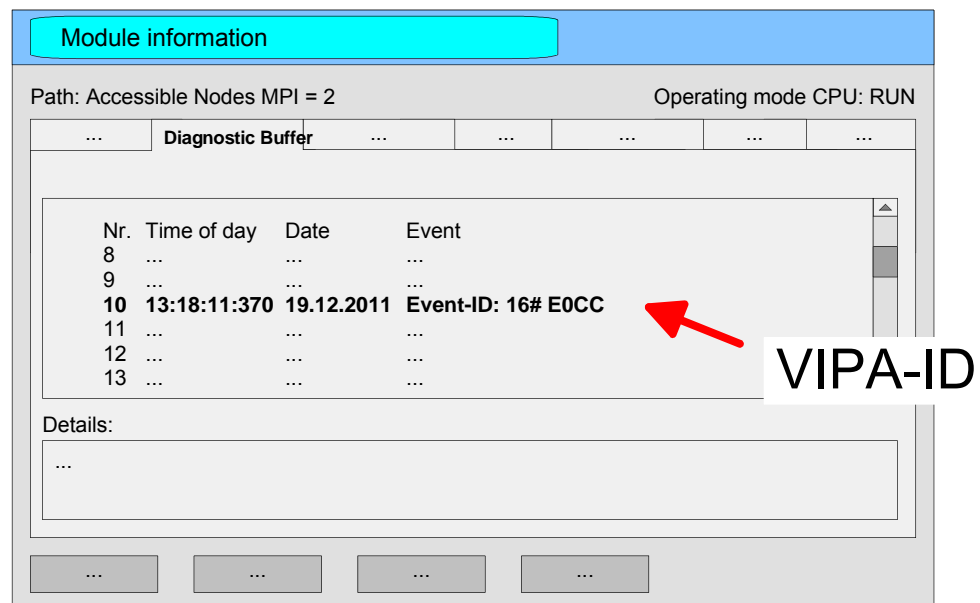 Module information
Path: Accessible Nodes MPI = 2 Operating mode CPU: RUN
... Diagnostic Buffer ... ... ... ... ...
Nr. Time of day Date Event
8 ... ... ...
9 ... ... ...
10 13:18:11:370 19.12.2011 Event-ID: 16# E0CC
11 ... ... ...
12 ... ... ...
13 ... ... ...
VIPA-ID
Details:
...
... ... ... ...